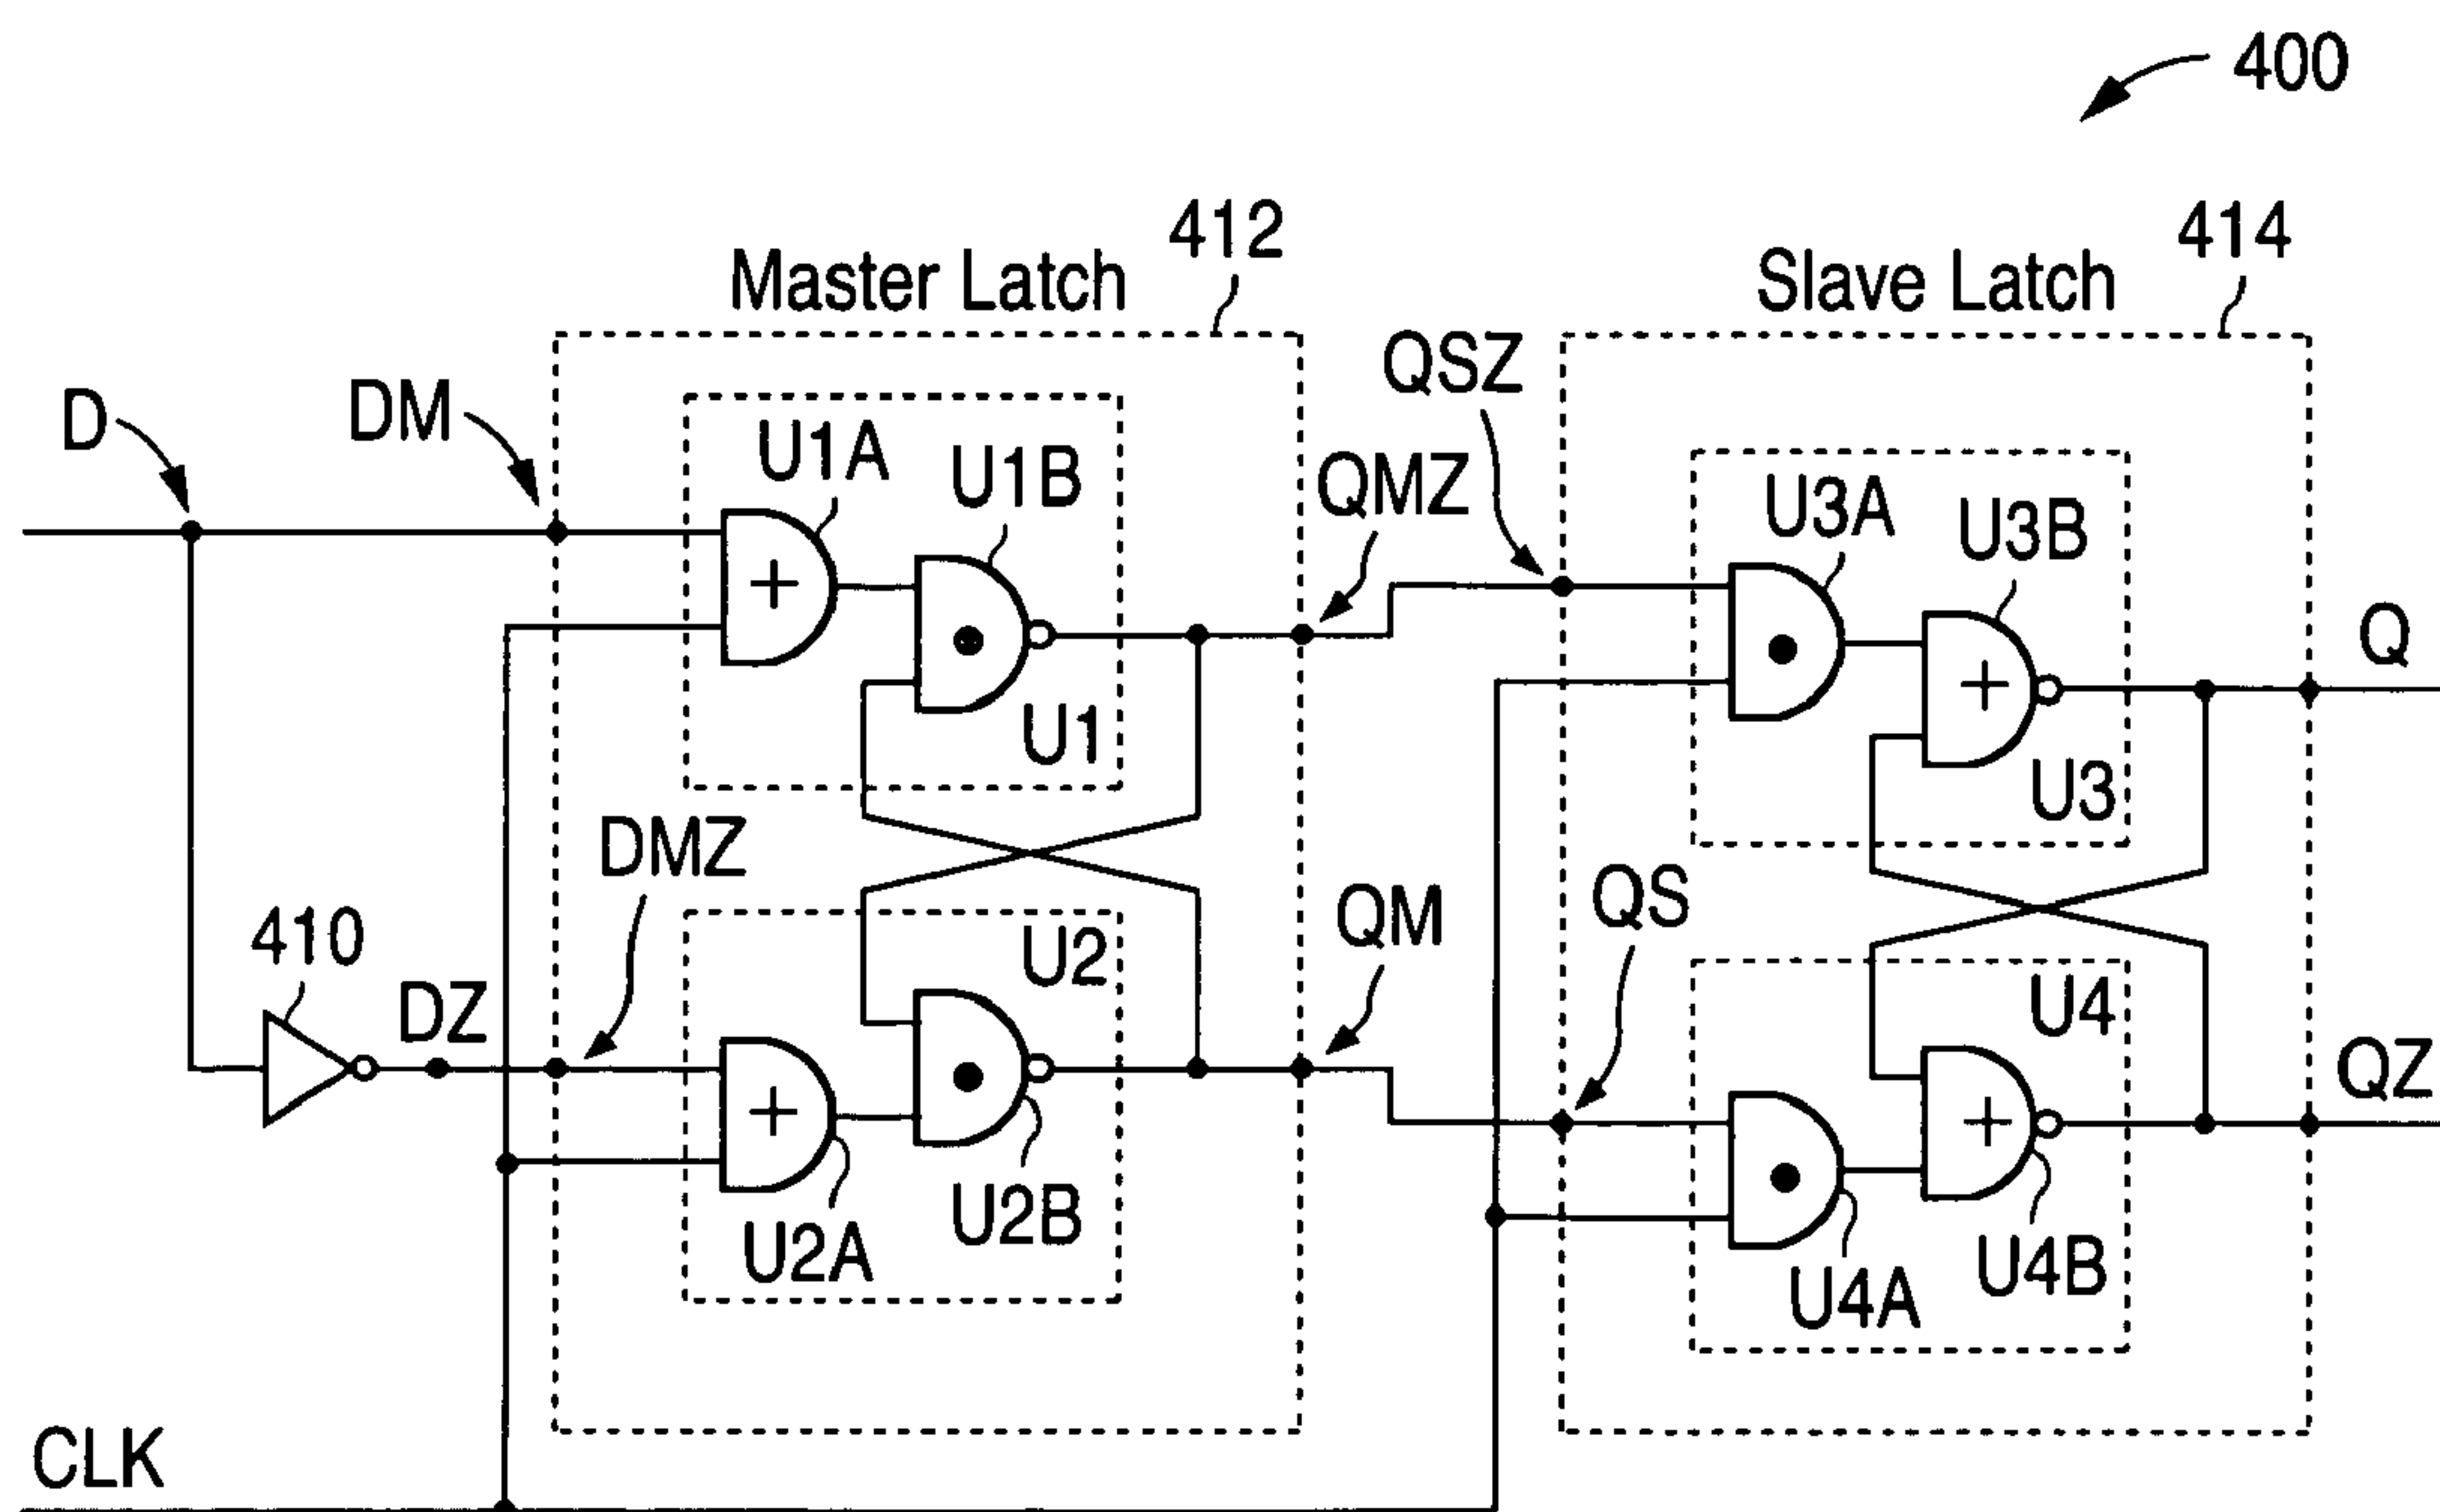 400
412
414
Master Latch
Slave Latch
QSZ
D
DM
U1A
U1B
QMZ
U3A
U3B
Q
U1
U3
DMZ
QM
QS
410
DZ
U2
U4
QZ
U2A
U2B
U4A
U4B
CLK